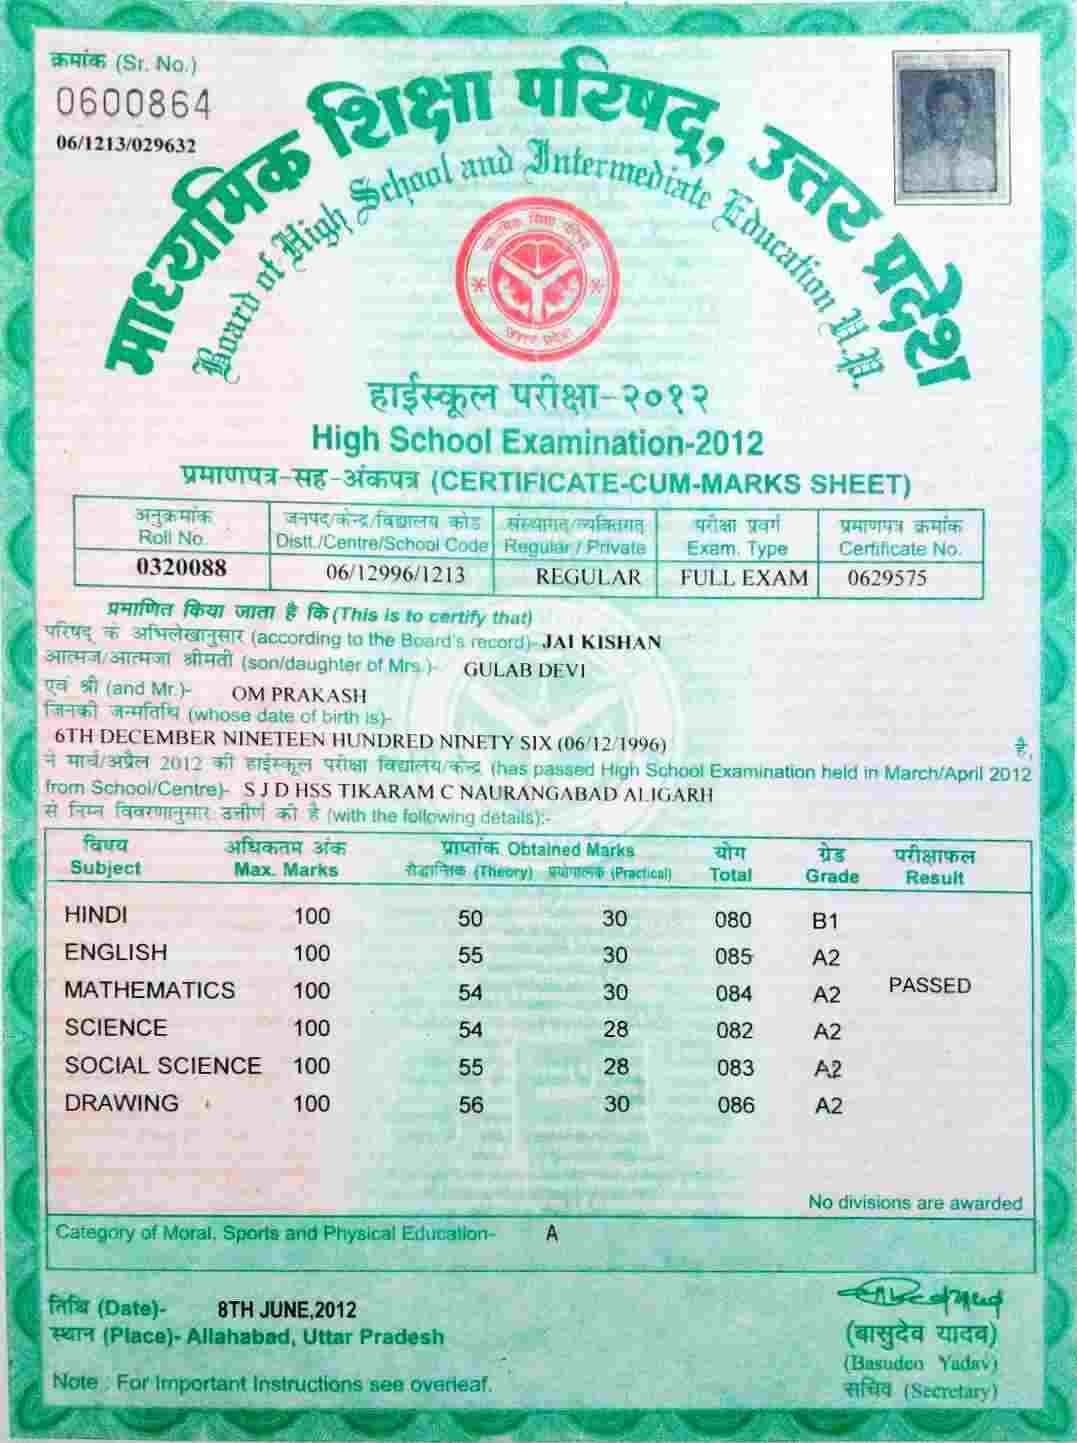 क्रमांक (Sr. No.)
0600864
06/1213/029632
माध्यमिक शिक्षा परिषद्, उत्तर प्रदेश
Board of High School and Intermediate Education U.P.
माध्यमिक शिक्षा परिषद्
उत्तर प्रदेश
हाईस्कूल परीक्षा-२०१२
High School Examination-2012
प्रमाणपत्र-सह-अंकपत्र (CERTIFICATE-CUM-MARKS SHEET)
अनुक्रमांक जनपद/केन्द्र/विद्यालय कोड संस्थागत/व्यक्तिगत परीक्षा प्रवर्ग प्रमाणपत्र क्रमांक
Roll No. Distt./Centre/School Code Regular / Private Exam. Type Certificate No.
0320088 06/12996/1213 REGULAR FULL EXAM 0629575
प्रमाणित किया जाता है कि (This is to certify that)
परिषद् के अभिलेखानुसार (according to the Board's record)- JAI KISHAN
आत्मज/आत्मजा श्रीमती (son/daughter of Mrs.)- GULAB DEVI
एवं श्री (and Mr.)- OM PRAKASH
जिनकी जन्मतिथि (whose date of birth is)-
6TH DECEMBER NINETEEN HUNDRED NINETY SIX (06/12/1996) है,
ने मार्च/अप्रैल 2012 की हाईस्कूल परीक्षा विद्यालय/केन्द्र (has passed High School Examination held in March/April 2012
from School/Centre)- S J D HSS TIKARAM C NAURANGABAD ALIGARH
से निम्न विवरणानुसार उत्तीर्ण की है (with the following details):-
विषय अधिकतम अंक प्राप्तांक Obtained Marks योग ग्रेड परीक्षाफल
Subject Max. Marks सैद्धान्तिक (Theory) प्रयोगात्मक (Practical) Total Grade Result
HINDI 100 50 30 080 B1
ENGLISH 100 55 30 085 A2
MATHEMATICS 100 54 30 084 A2 PASSED
SCIENCE 100 54 28 082 A2
SOCIAL SCIENCE 100 55 28 083 A2
DRAWING 100 56 30 086 A2
No divisions are awarded
Category of Moral, Sports and Physical Education- A
तिथि (Date)- 8TH JUNE,2012
स्थान (Place)- Allahabad, Uttar Pradesh
(बासुदेव यादव)
(Basudeo Yadav)
सचिव (Secretary)
Note : For Important Instructions see overleaf.